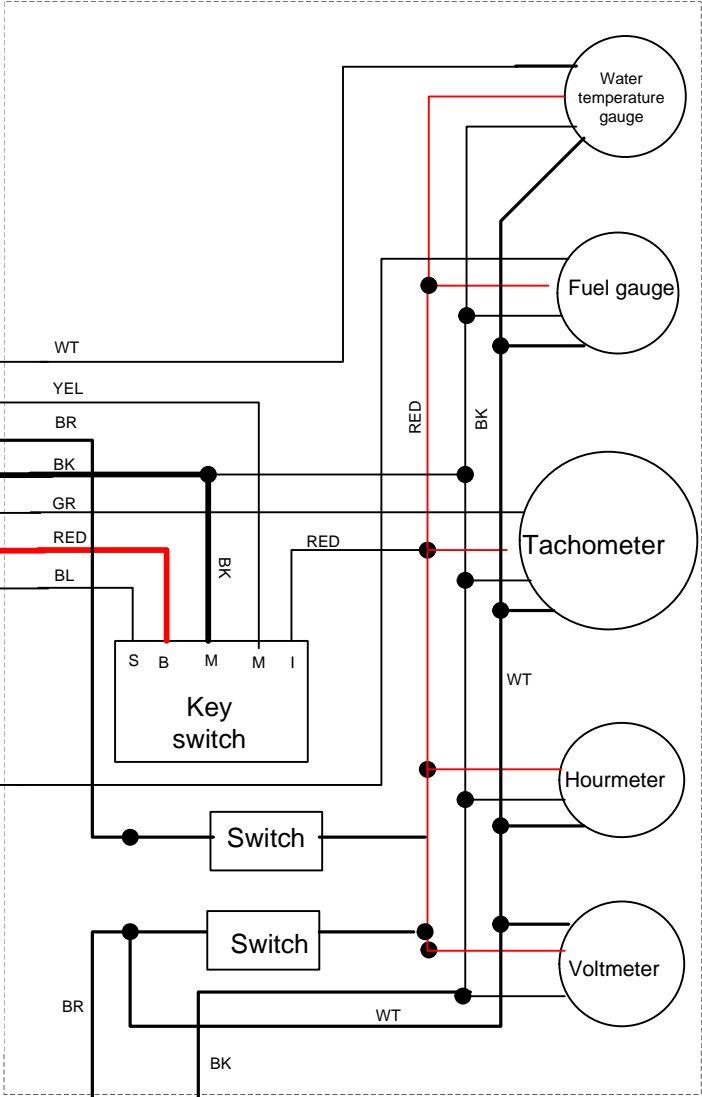 Water
temperature
gauge
Fuel gauge
WT
YEL
BR
RED
BK
BK
GR
RED
RED
Tachometer
BL
BK
S B M M I
WT
Key
switch
Hourmeter
Switch
Switch
Voltmeter
BR
WT
BK